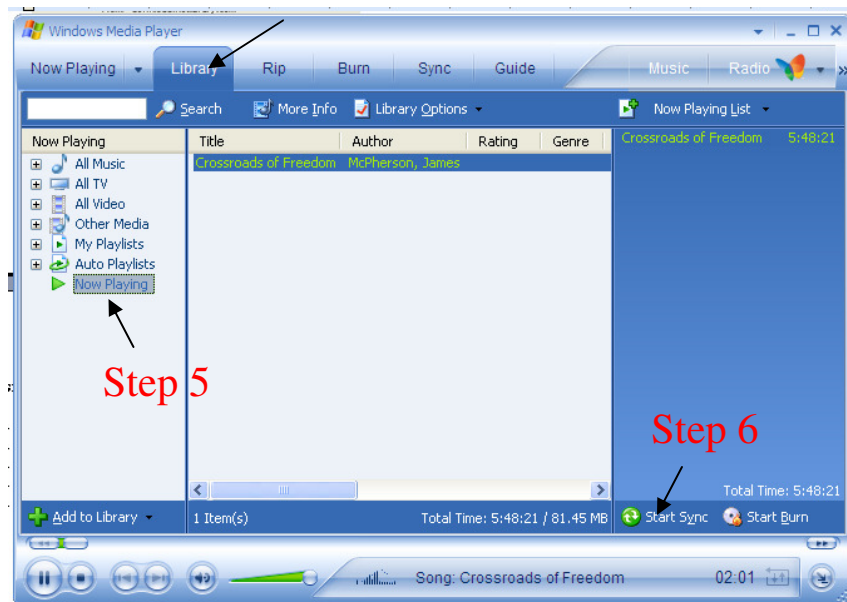 Windows Media Player
Now Playing Library Rip Burn Sync Guide Music Radio
Search More Info Library Options Now Playing List
Now Playing Title Author Rating Genre Crossroads of Freedom 5:48:21
All Music Crossroads of Freedom McPherson, James
All TV
All Video
Other Media
My Playlists
Auto Playlists
Now Playing
Step 5
Step 6
Total Time: 5:48:21
Add to Library 1 Item(s) Total Time: 5:48:21 / 81.45 MB Start Sync Start Burn
Song: Crossroads of Freedom 02:01